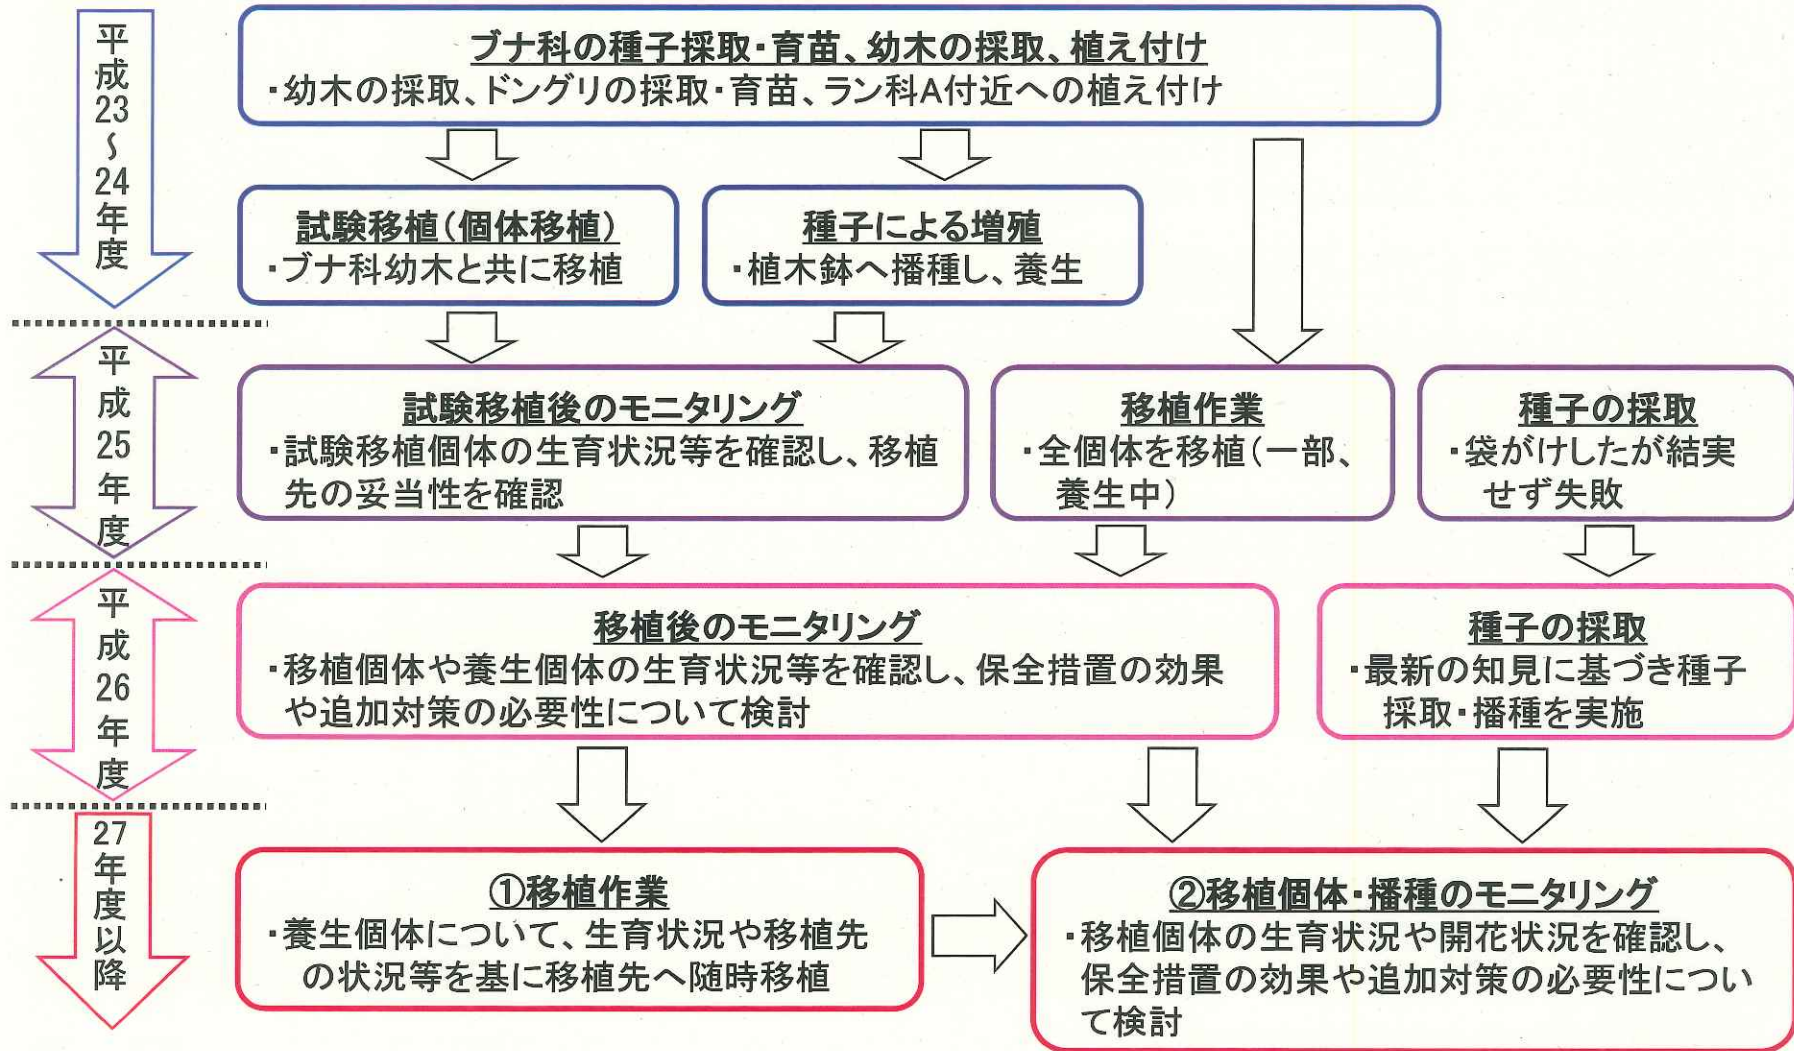 平成23～24年度
ブナ科の種子採取・育苗、幼木の採取、植え付け
・幼木の採取、ドングリの採取・育苗、ラン科A付近への植え付け
試験移植（個体移植）
・ブナ科幼木と共に移植
種子による増殖
・植木鉢へ播種し、養生
平成25年度
試験移植後のモニタリング
・試験移植個体の生育状況等を確認し、移植
先の妥当性を確認
移植作業
・全個体を移植（一部、
養生中）
種子の採取
・袋がけしたが結実
せず失敗
平成26年度
移植後のモニタリング
・移植個体や養生個体の生育状況等を確認し、保全措置の効果
や追加対策の必要性について検討
種子の採取
・最新の知見に基づき種子
採取・播種を実施
27年度以降
①移植作業
・養生個体について、生育状況や移植先
の状況等を基に移植先へ随時移植
②移植個体・播種のモニタリング
・移植個体の生育状況や開花状況を確認し、
保全措置の効果や追加対策の必要性につい
て検討